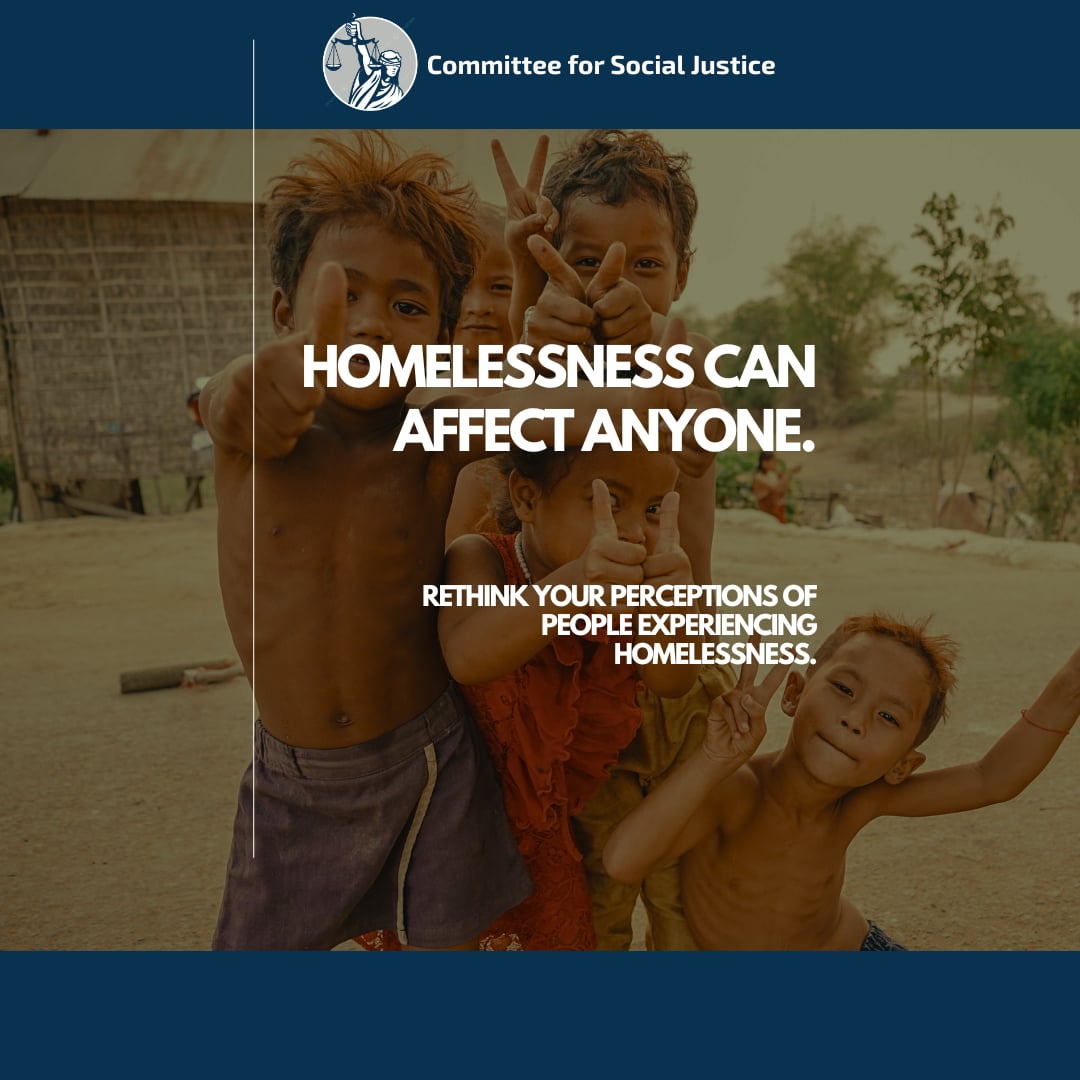 Committee for Social Justice
HOMELESSNESS CAN
AFFECT ANYONE.
RETHINK YOUR PERCEPTIONS OF
PEOPLE EXPERIENCING
HOMELESSNESS.